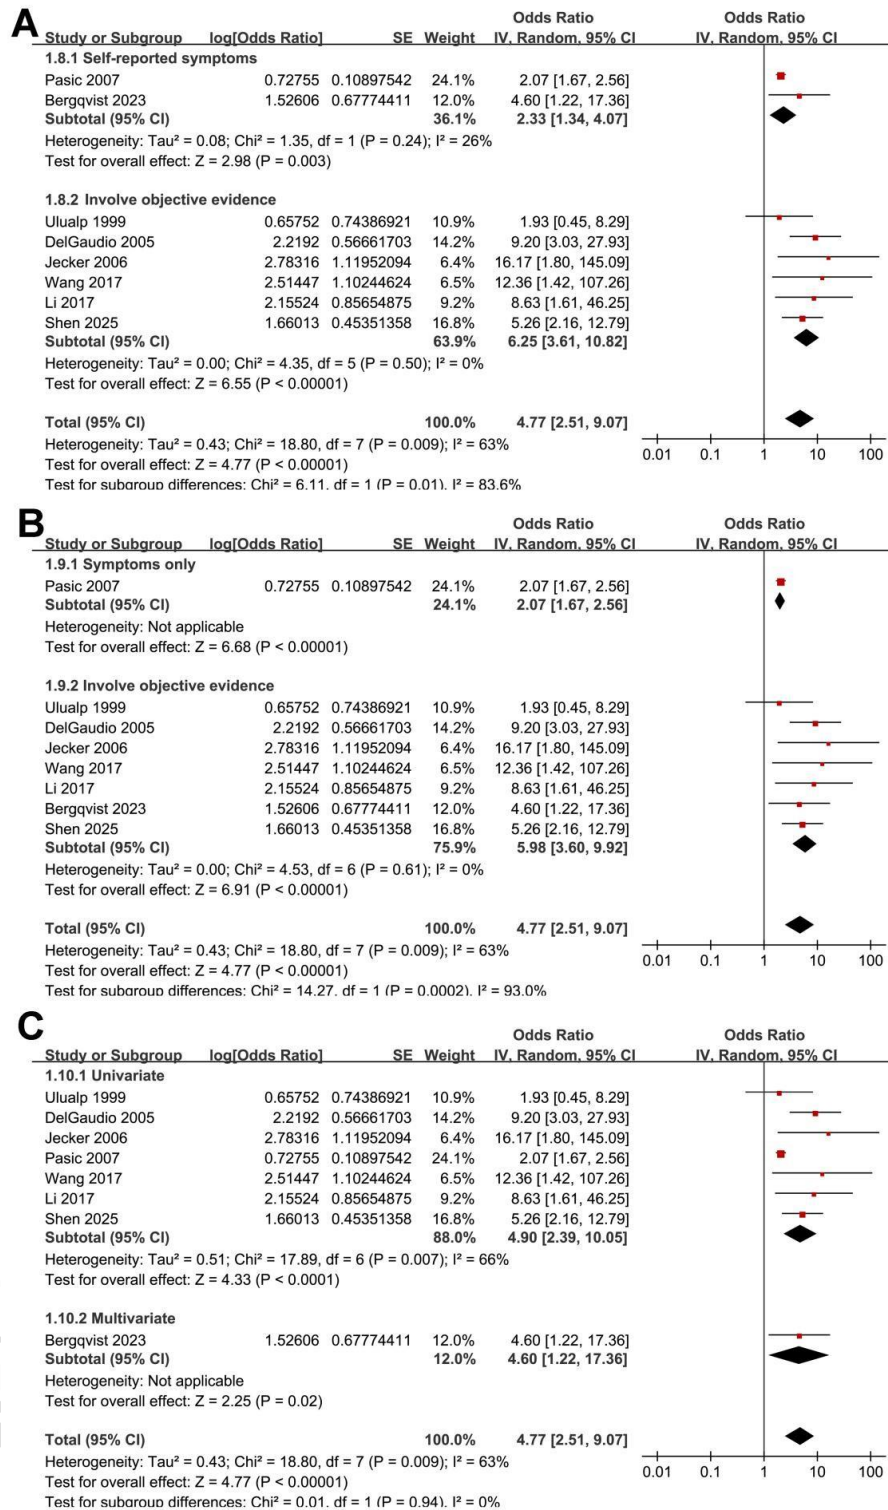 A
Odds Ratio Odds Ratio
Study or Subgroup log[Odds Ratio] SE Weight IV, Random, 95% CI IV, Random, 95% CI
1.8.1 Self-reported symptoms
Pasic 2007 0.72755 0.10897542 24.1% 2.07 [1.67, 2.56]
Bergqvist 2023 1.52606 0.67774411 12.0% 4.60 [1.22, 17.36]
Subtotal (95% CI) 36.1% 2.33 [1.34, 4.07]
Heterogeneity: Tau² = 0.08; Chi² = 1.35, df = 1 (P = 0.24); I² = 26%
Test for overall effect: Z = 2.98 (P = 0.003)
1.8.2 Involve objective evidence
Ulualp 1999 0.65752 0.74386921 10.9% 1.93 [0.45, 8.29]
DelGaudio 2005 2.2192 0.56661703 14.2% 9.20 [3.03, 27.93]
Jecker 2006 2.78316 1.11952094 6.4% 16.17 [1.80, 145.09]
Wang 2017 2.51447 1.10244624 6.5% 12.36 [1.42, 107.26]
Li 2017 2.15524 0.85654875 9.2% 8.63 [1.61, 46.25]
Shen 2025 1.66013 0.45351358 16.8% 5.26 [2.16, 12.79]
Subtotal (95% CI) 63.9% 6.25 [3.61, 10.82]
Heterogeneity: Tau² = 0.00; Chi² = 4.35, df = 5 (P = 0.50); I² = 0%
Test for overall effect: Z = 6.55 (P < 0.00001)
Total (95% CI) 100.0% 4.77 [2.51, 9.07]
Heterogeneity: Tau² = 0.43; Chi² = 18.80, df = 7 (P = 0.009); I² = 63%
Test for overall effect: Z = 4.77 (P < 0.00001)
Test for subgroup differences: Chi² = 6.11, df = 1 (P = 0.01), I² = 83.6%
0.01 0.1 1 10 100
B
Odds Ratio Odds Ratio
Study or Subgroup log[Odds Ratio] SE Weight IV, Random, 95% CI IV, Random, 95% CI
1.9.1 Symptoms only
Pasic 2007 0.72755 0.10897542 24.1% 2.07 [1.67, 2.56]
Subtotal (95% CI) 24.1% 2.07 [1.67, 2.56]
Heterogeneity: Not applicable
Test for overall effect: Z = 6.68 (P < 0.00001)
1.9.2 Involve objective evidence
Ulualp 1999 0.65752 0.74386921 10.9% 1.93 [0.45, 8.29]
DelGaudio 2005 2.2192 0.56661703 14.2% 9.20 [3.03, 27.93]
Jecker 2006 2.78316 1.11952094 6.4% 16.17 [1.80, 145.09]
Wang 2017 2.51447 1.10244624 6.5% 12.36 [1.42, 107.26]
Li 2017 2.15524 0.85654875 9.2% 8.63 [1.61, 46.25]
Bergqvist 2023 1.52606 0.67774411 12.0% 4.60 [1.22, 17.36]
Shen 2025 1.66013 0.45351358 16.8% 5.26 [2.16, 12.79]
Subtotal (95% CI) 75.9% 5.98 [3.60, 9.92]
Heterogeneity: Tau² = 0.00; Chi² = 4.53, df = 6 (P = 0.61); I² = 0%
Test for overall effect: Z = 6.91 (P < 0.00001)
Total (95% CI) 100.0% 4.77 [2.51, 9.07]
Heterogeneity: Tau² = 0.43; Chi² = 18.80, df = 7 (P = 0.009); I² = 63%
Test for overall effect: Z = 4.77 (P < 0.00001)
Test for subgroup differences: Chi² = 14.27, df = 1 (P = 0.0002), I² = 93.0%
0.01 0.1 1 10 100
C
Odds Ratio Odds Ratio
Study or Subgroup log[Odds Ratio] SE Weight IV, Random, 95% CI IV, Random, 95% CI
1.10.1 Univariate
Ulualp 1999 0.65752 0.74386921 10.9% 1.93 [0.45, 8.29]
DelGaudio 2005 2.2192 0.56661703 14.2% 9.20 [3.03, 27.93]
Jecker 2006 2.78316 1.11952094 6.4% 16.17 [1.80, 145.09]
Pasic 2007 0.72755 0.10897542 24.1% 2.07 [1.67, 2.56]
Wang 2017 2.51447 1.10244624 6.5% 12.36 [1.42, 107.26]
Li 2017 2.15524 0.85654875 9.2% 8.63 [1.61, 46.25]
Shen 2025 1.66013 0.45351358 16.8% 5.26 [2.16, 12.79]
Subtotal (95% CI) 88.0% 4.90 [2.39, 10.05]
Heterogeneity: Tau² = 0.51; Chi² = 17.89, df = 6 (P = 0.007); I² = 66%
Test for overall effect: Z = 4.33 (P < 0.0001)
1.10.2 Multivariate
Bergqvist 2023 1.52606 0.67774411 12.0% 4.60 [1.22, 17.36]
Subtotal (95% CI) 12.0% 4.60 [1.22, 17.36]
Heterogeneity: Not applicable
Test for overall effect: Z = 2.25 (P = 0.02)
Total (95% CI) 100.0% 4.77 [2.51, 9.07]
Heterogeneity: Tau² = 0.43; Chi² = 18.80, df = 7 (P = 0.009); I² = 63%
Test for overall effect: Z = 4.77 (P < 0.00001)
Test for subgroup differences: Chi² = 0.01, df = 1 (P = 0.94), I² = 0%
0.01 0.1 1 10 100